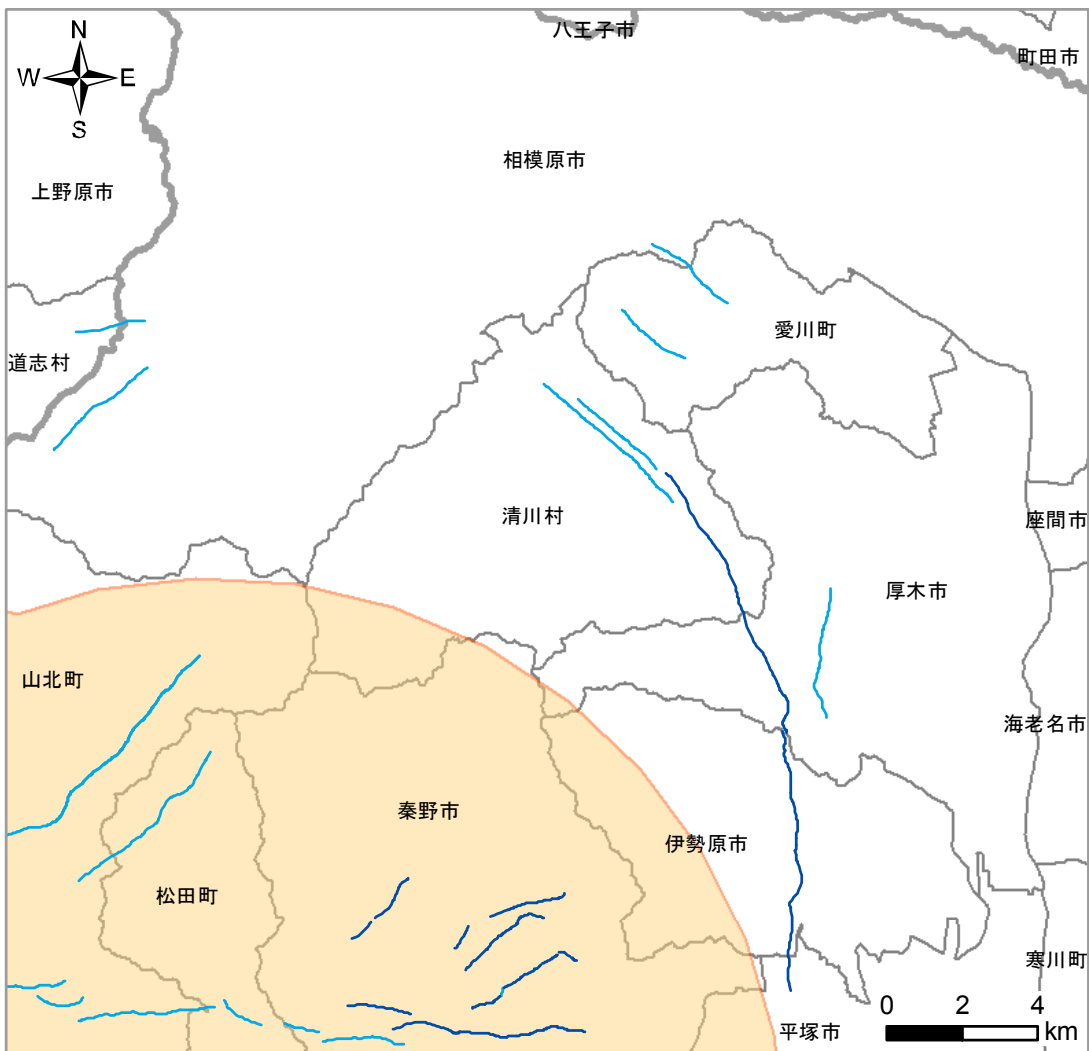 八王子市
町田市
N
W E
S
相模原市
上野原市
愛川町
道志村
清川村
座間市
厚木市
山北町
海老名市
秦野市
伊勢原市
松田町
寒川町
0 2 4
km
平塚市